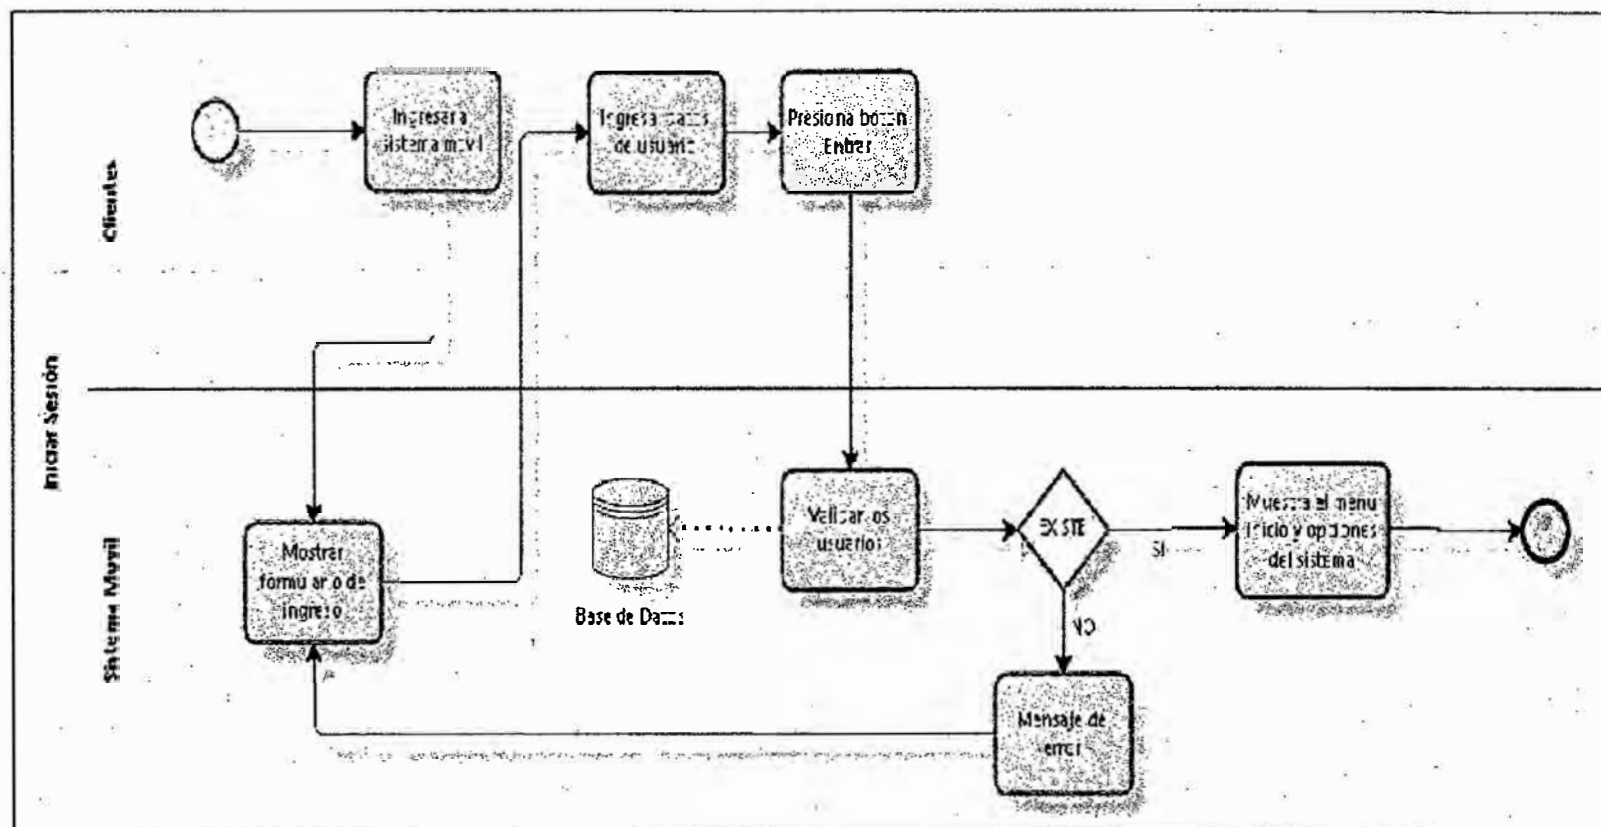 Iniciar Sesión
Clientes
Ingresar a
sistema movil
Ingresa datos
de usuario
Presiona boton
Entrar
Sistema Movil
Mostrar
formulario de
ingreso
Base de Datos
Validar los
usuarios
EXISTE
SI
NO
Muestra el menu
inicio y opciones
del sistema
Mensaje de
error